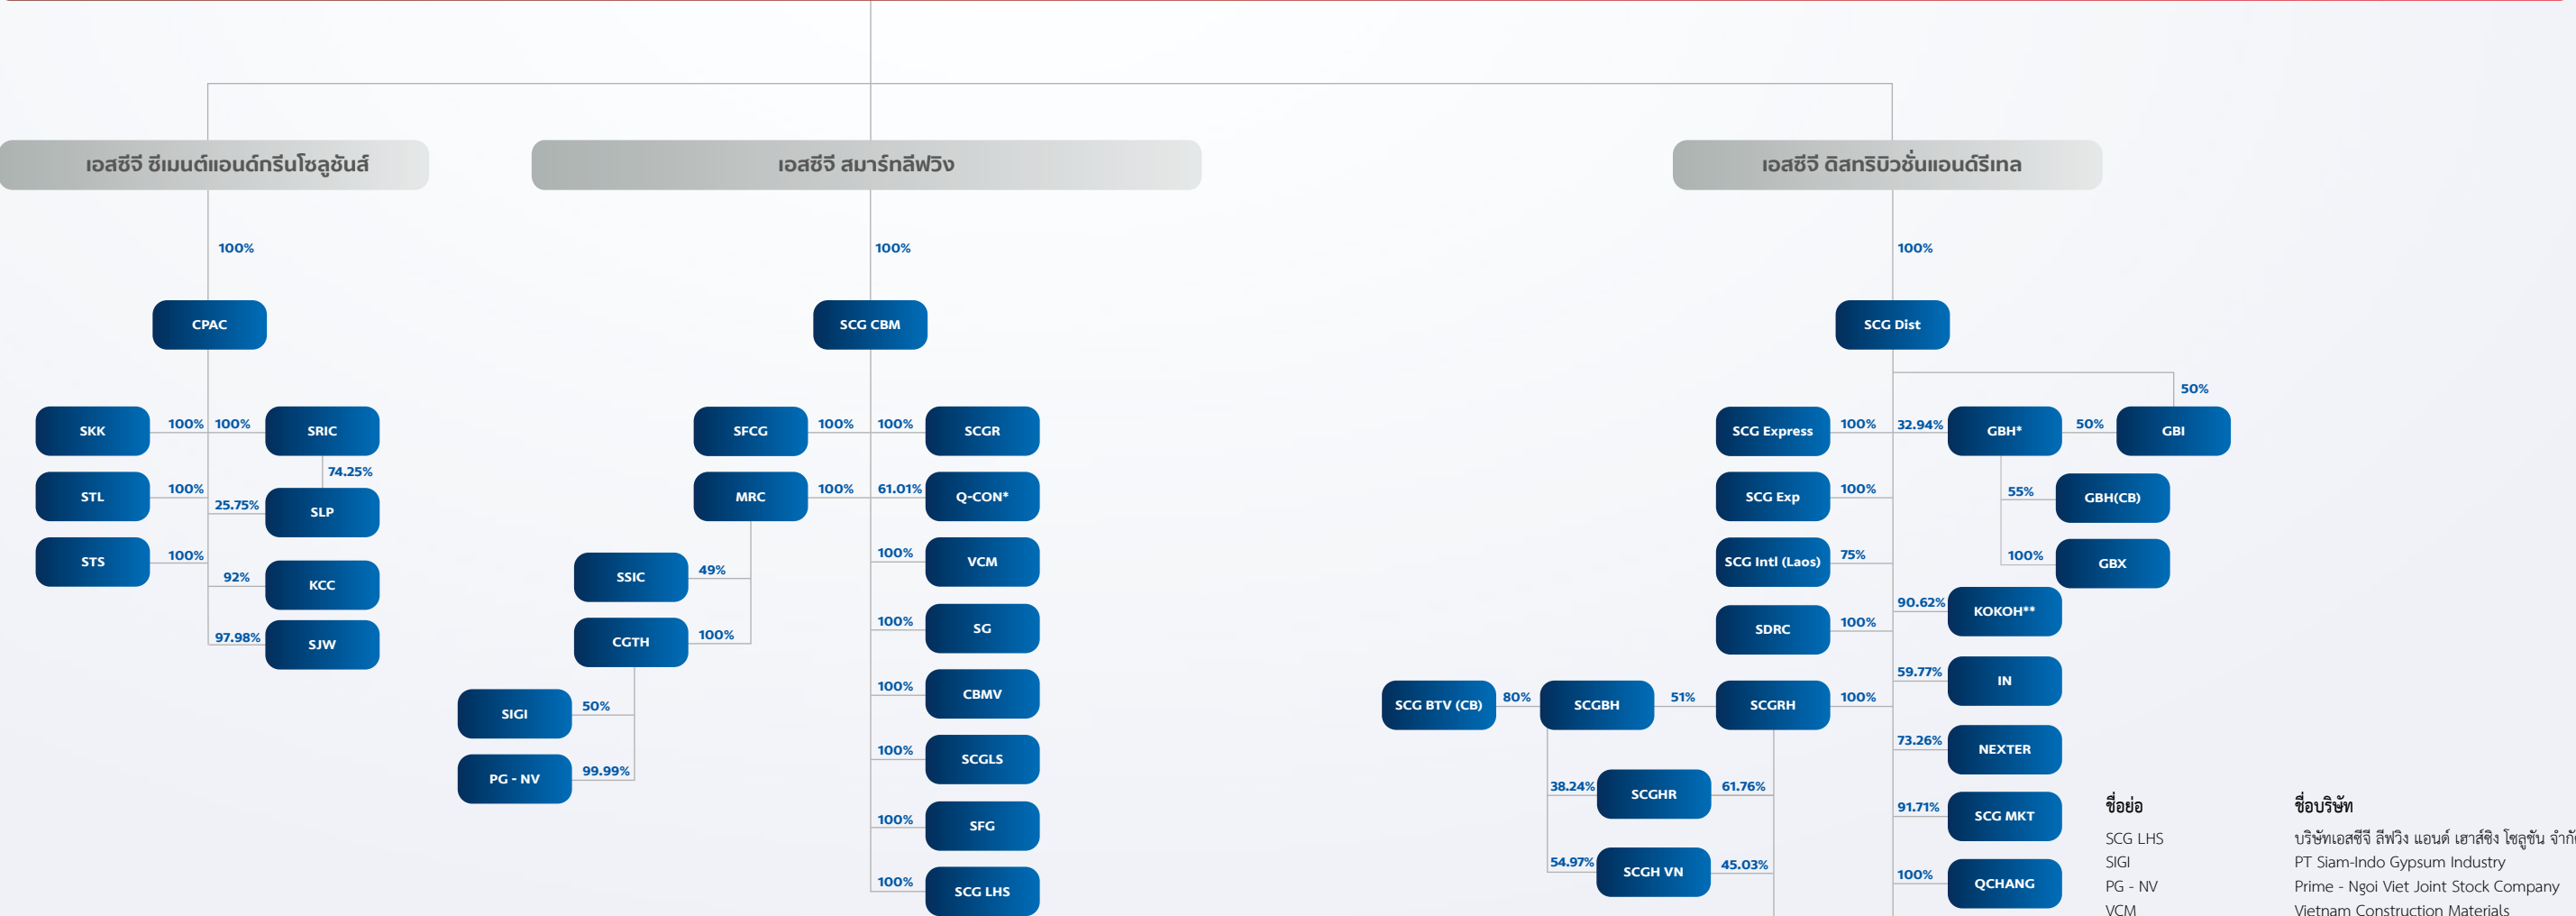 เอสซีจี ซีเมนต์แอนด์กรีนโซลูชันส์
เอสซีจี สมาร์ทลีฟวิง
เอสซีจี ดิสทริบิวชั่นแอนด์รีเทล
100%
100%
100%
CPAC
SCG CBM
SCG Dist
50%
SKK
100%
100%
SRIC
SFCG
100%
100%
SCGR
SCG Express
100%
32.94%
GBH*
50%
GBI
74.25%
STL
100%
25.75%
SLP
MRC
100%
61.01%
Q-CON*
SCG Exp
100%
55%
GBH(CB)
STS
100%
92%
KCC
SSIC
49%
100%
VCM
SCG Intl (Laos)
75%
100%
GBX
90.62%
KOKOH**
97.98%
SJW
CGTH
100%
100%
SG
SDRC
100%
59.77%
IN
SIGI
50%
100%
CBMV
SCG BTV (CB)
80%
SCGBH
51%
SCGRH
100%
73.26%
NEXTER
PG - NV
99.99%
100%
SCGLS
38.24%
SCGHR
61.76%
91.71%
SCG MKT
100%
SFG
54.97%
SCGH VN
45.03%
100%
QCHANG
100%
SCG LHS
ชื่อย่อ ชื่อบริษัท
SCG LHS บริษัทเอสซีจี ลีฟวิง แอนด์ เฮาส์ซิง โซลูชัน
SIGI PT Siam-Indo Gypsum Industry
PG - NV Prime - Ngoi Viet Joint Stock Company
VCM Vietnam Construction Materials